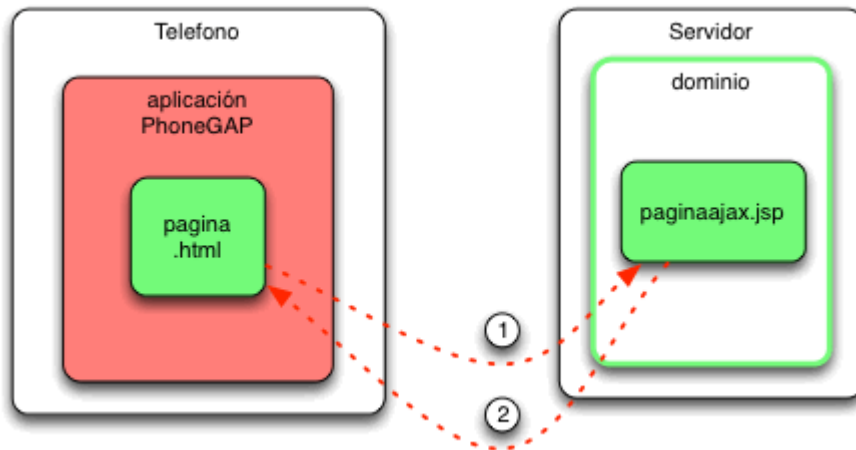 Telefono
aplicación
PhoneGAP
pagina
.html
Servidor
dominio
paginaajax.jsp
1
2